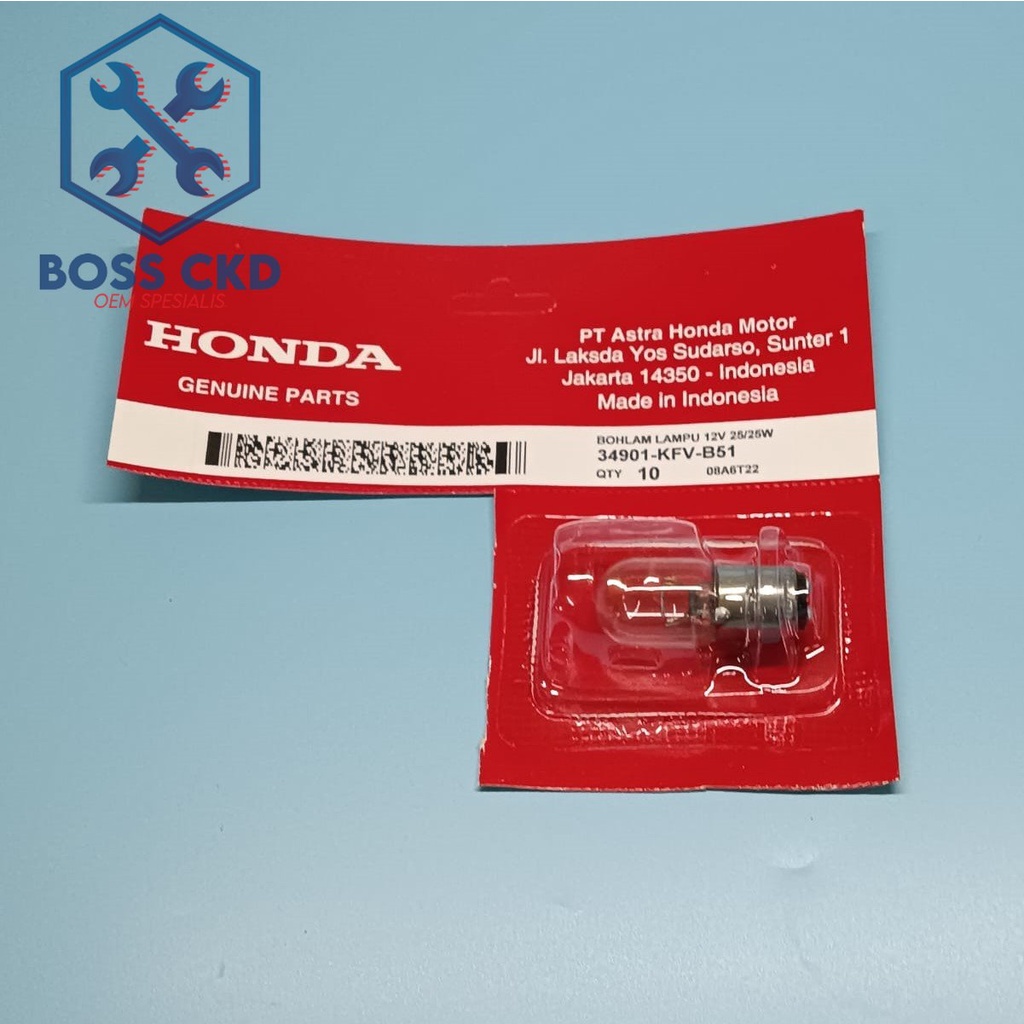 BOSS CKD
OEM SPESIALIS
HONDA
GENUINE PARTS
PT Astra Honda Motor
Jl. Laksda Yos Sudarso, Sunter 1
Jakarta 14350 - Indonesia
Made in Indonesia
BOHLAM LAMPU 12V 25/25W
34901-KFV-B51
QTY 10 08A6T22